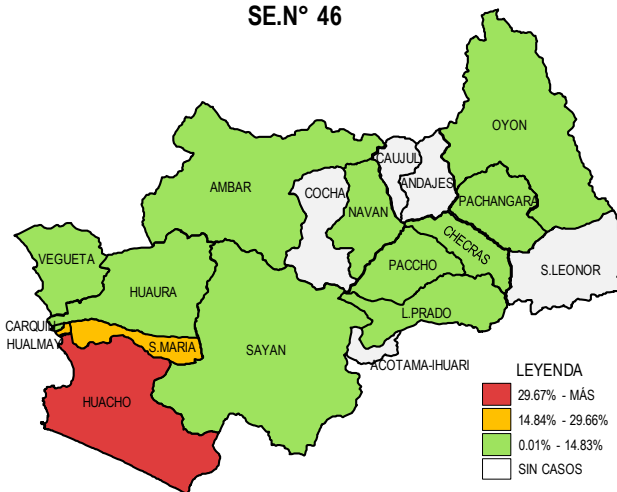 SE.N° 46
OYON
CAUJUL
ANDAJES
AMBAR
COCHA
NAVAN
PACHANGARA
CHECRAS
VEGUETA
PACCHO
S.LEONOR
HUAURA
L.PRADO
CARQUIN
HUALMAY
S.MARIA
SAYAN
ACOTAMA-IHUARI
HUACHO
LEYENDA
29.67% - MÁS
14.84% - 29.66%
0.01% - 14.83%
SIN CASOS